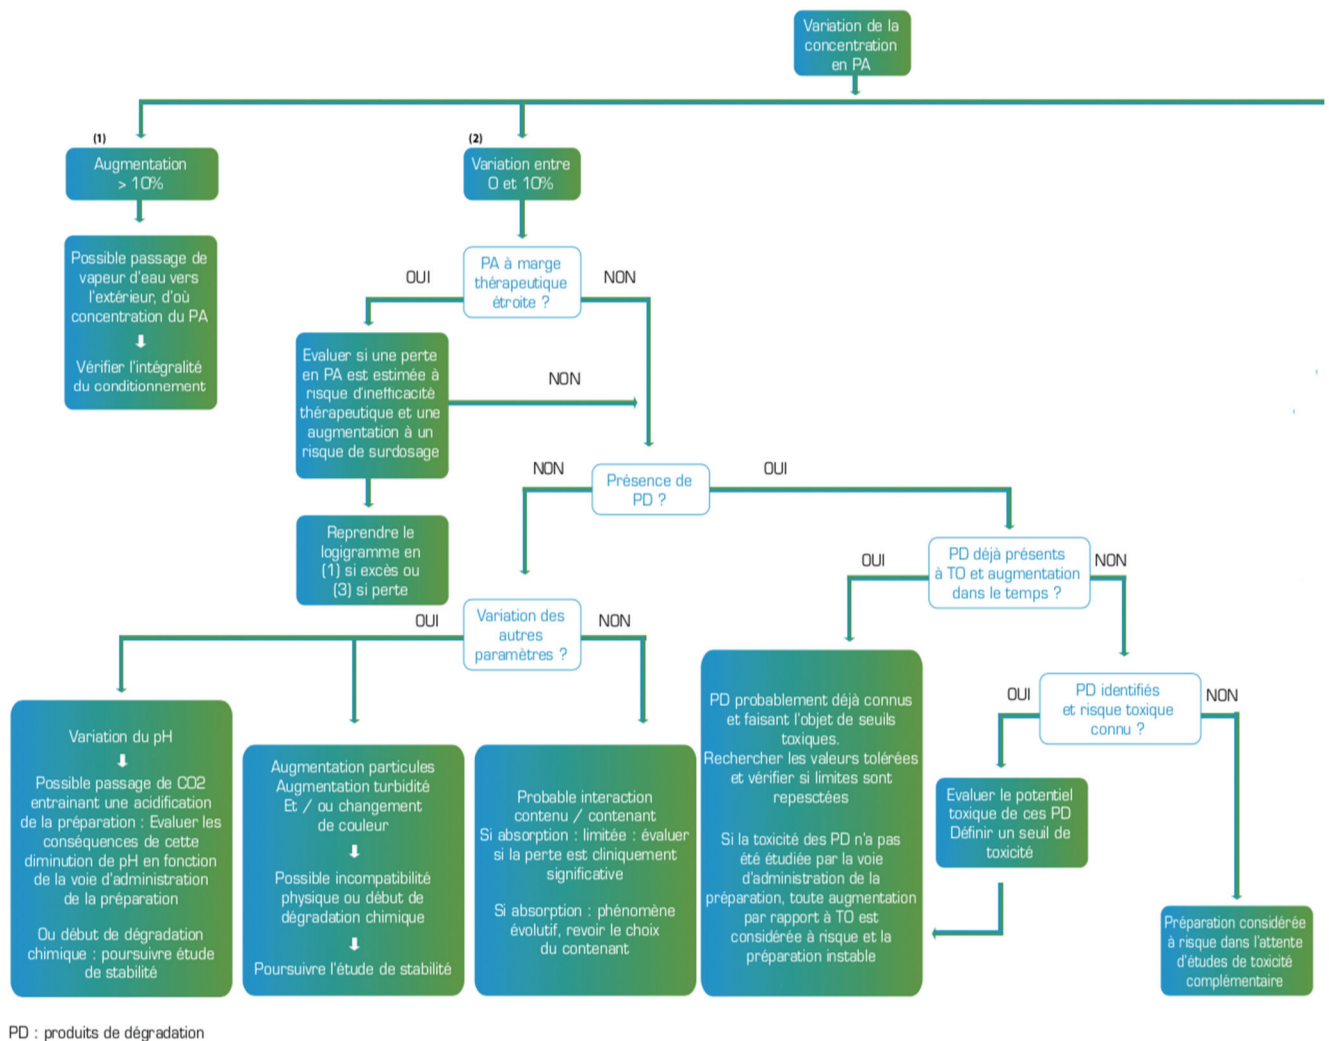 Variation de la
concentration
en PA
(1)
Augmentation
> 10%
(2)
Variation entre
0 et 10%
Possible passage de
vapeur d'eau vers
l'extérieur, d'où
concentration du PA
Vérifier l'intégralité
du conditionnement
OUI
PA à marge
thérapeutique
étroite ?
NON
Evaluer si une perte
en PA est estimée à
risque d'inefficacité
thérapeutique et une
augmentation à un
risque de surdosage
NON
Reprendre le
logigramme en
(1) si excès ou
(3) si perte
NON
Présence de
PD ?
OUI
OUI
PD déjà présents
à TO et augmentation
dans le temps ?
NON
OUI
Variation des
autres
paramètres ?
NON
Variation du pH
Possible passage de CO2
entrainant une acidification
de la préparation : Evaluer les
conséquences de cette
diminution de pH en fonction
de la voie d'administration
de la préparation
Ou début de dégradation
chimique : poursuivre étude
de stabilité
Augmentation particules
Augmentation turbidité
Et / ou changement
de couleur
Possible incompatibilité
physique ou début de
dégradation chimique
Poursuivre l'étude de stabilité
Probable interaction
contenu / contenant
Si absorption : limitée : évaluer
si la perte est cliniquement
significative
Si absorption : phénomène
évolutif, revoir le choix
du contenant
PD probablement déjà connus
et faisant l'objet de seuils
toxiques.
Rechercher les valeurs tolérées
et vérifier si limites sont
repesctées
Si la toxicité des PD n'a pas
été étudiée par la voie
d'administration de la
préparation, toute augmentation
par rapport à TO est
considérée à risque et la
préparation instable
OUI
PD identifiés
et risque toxique
connu ?
NON
Evaluer le potentiel
toxique de ces PD
Définir un seuil de
toxicité
Préparation considérée
à risque dans l'attente
d'études de toxicité
complémentaire
PD : produits de dégradation